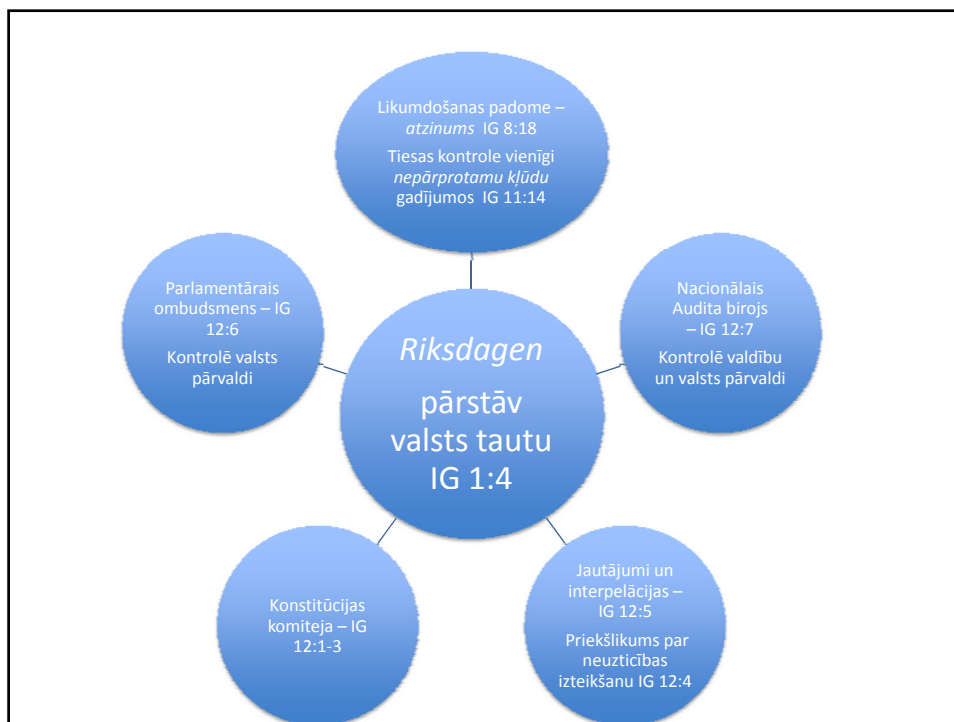 Likumdošanas padome –
atzinums IG 8:18
Tiesas kontrole vienīgi
nepārprotamu kļūdu
gadījumos IG 11:14
Parlamentārais
ombudsmens – IG
12:6
Kontrolē valsts
pārvaldi
Nacionālais
Audita birojs
– IG 12:7
Kontrolē valdību
un valsts pārvaldi
Riksdagen
pārstāv
valsts tautu
IG 1:4
Konstitūcijas
komiteja – IG
12:1-3
Jautājumi un
interpelācijas –
IG 12:5
Priekšlikums par
neuzticības
izteikšanu IG 12:4